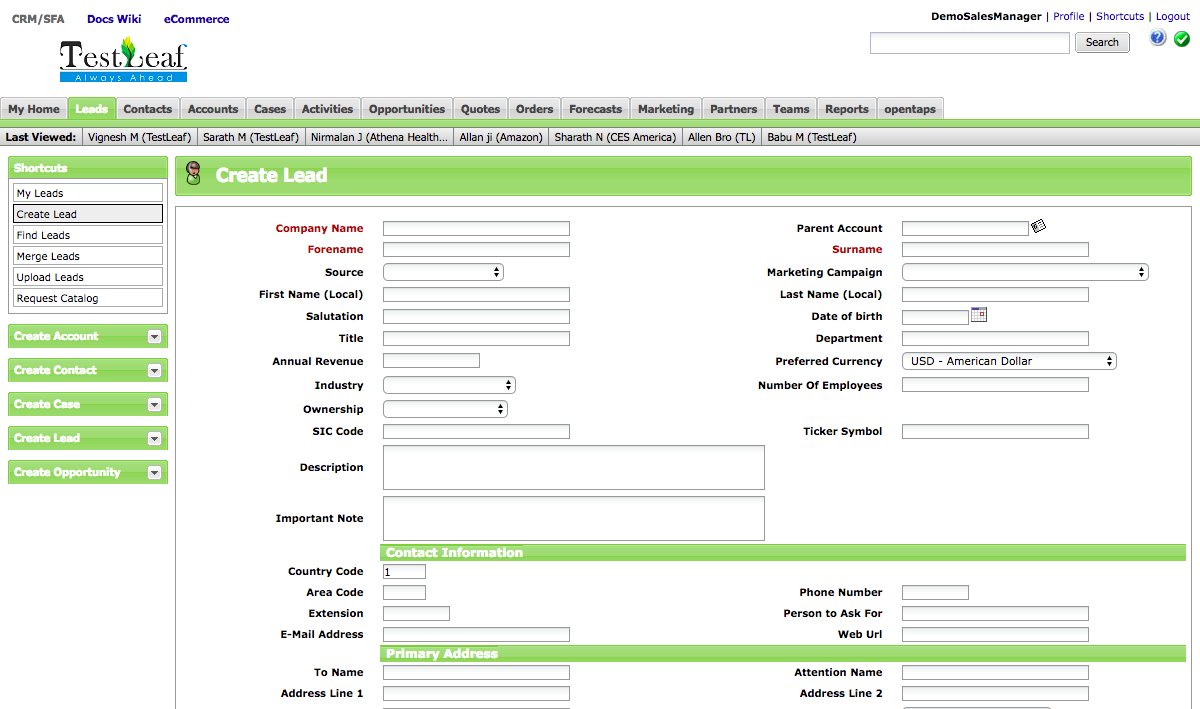 CRM/SFA Docs Wiki eCommerce
DemoSalesManager | Profile | Shortcuts | Logout
Search
TestLeaf
Always Ahead
My Home Leads Contacts Accounts Cases Activities Opportunities Quotes Orders Forecasts Marketing Partners Teams Reports opentaps
Last Viewed: Vignesh M (TestLeaf) Sarath M (TestLeaf) Nirmalan J (Athena Health... Allan ji (Amazon) Sharath N (CES America) Allen Bro (TL) Babu M (TestLeaf)
Shortcuts
My Leads
Create Lead
Find Leads
Merge Leads
Upload Leads
Request Catalog
Create Account
Create Contact
Create Case
Create Lead
Create Opportunity
Create Lead
Company Name Parent Account
Forename Surname
Source Marketing Campaign
First Name (Local) Last Name (Local)
Salutation Date of birth
Title Department
Annual Revenue Preferred Currency USD - American Dollar
Industry Number Of Employees
Ownership
SIC Code Ticker Symbol
Description
Important Note
Contact Information
Country Code 1
Area Code Phone Number
Extension Person to Ask For
E-Mail Address Web Url
Primary Address
To Name Attention Name
Address Line 1 Address Line 2